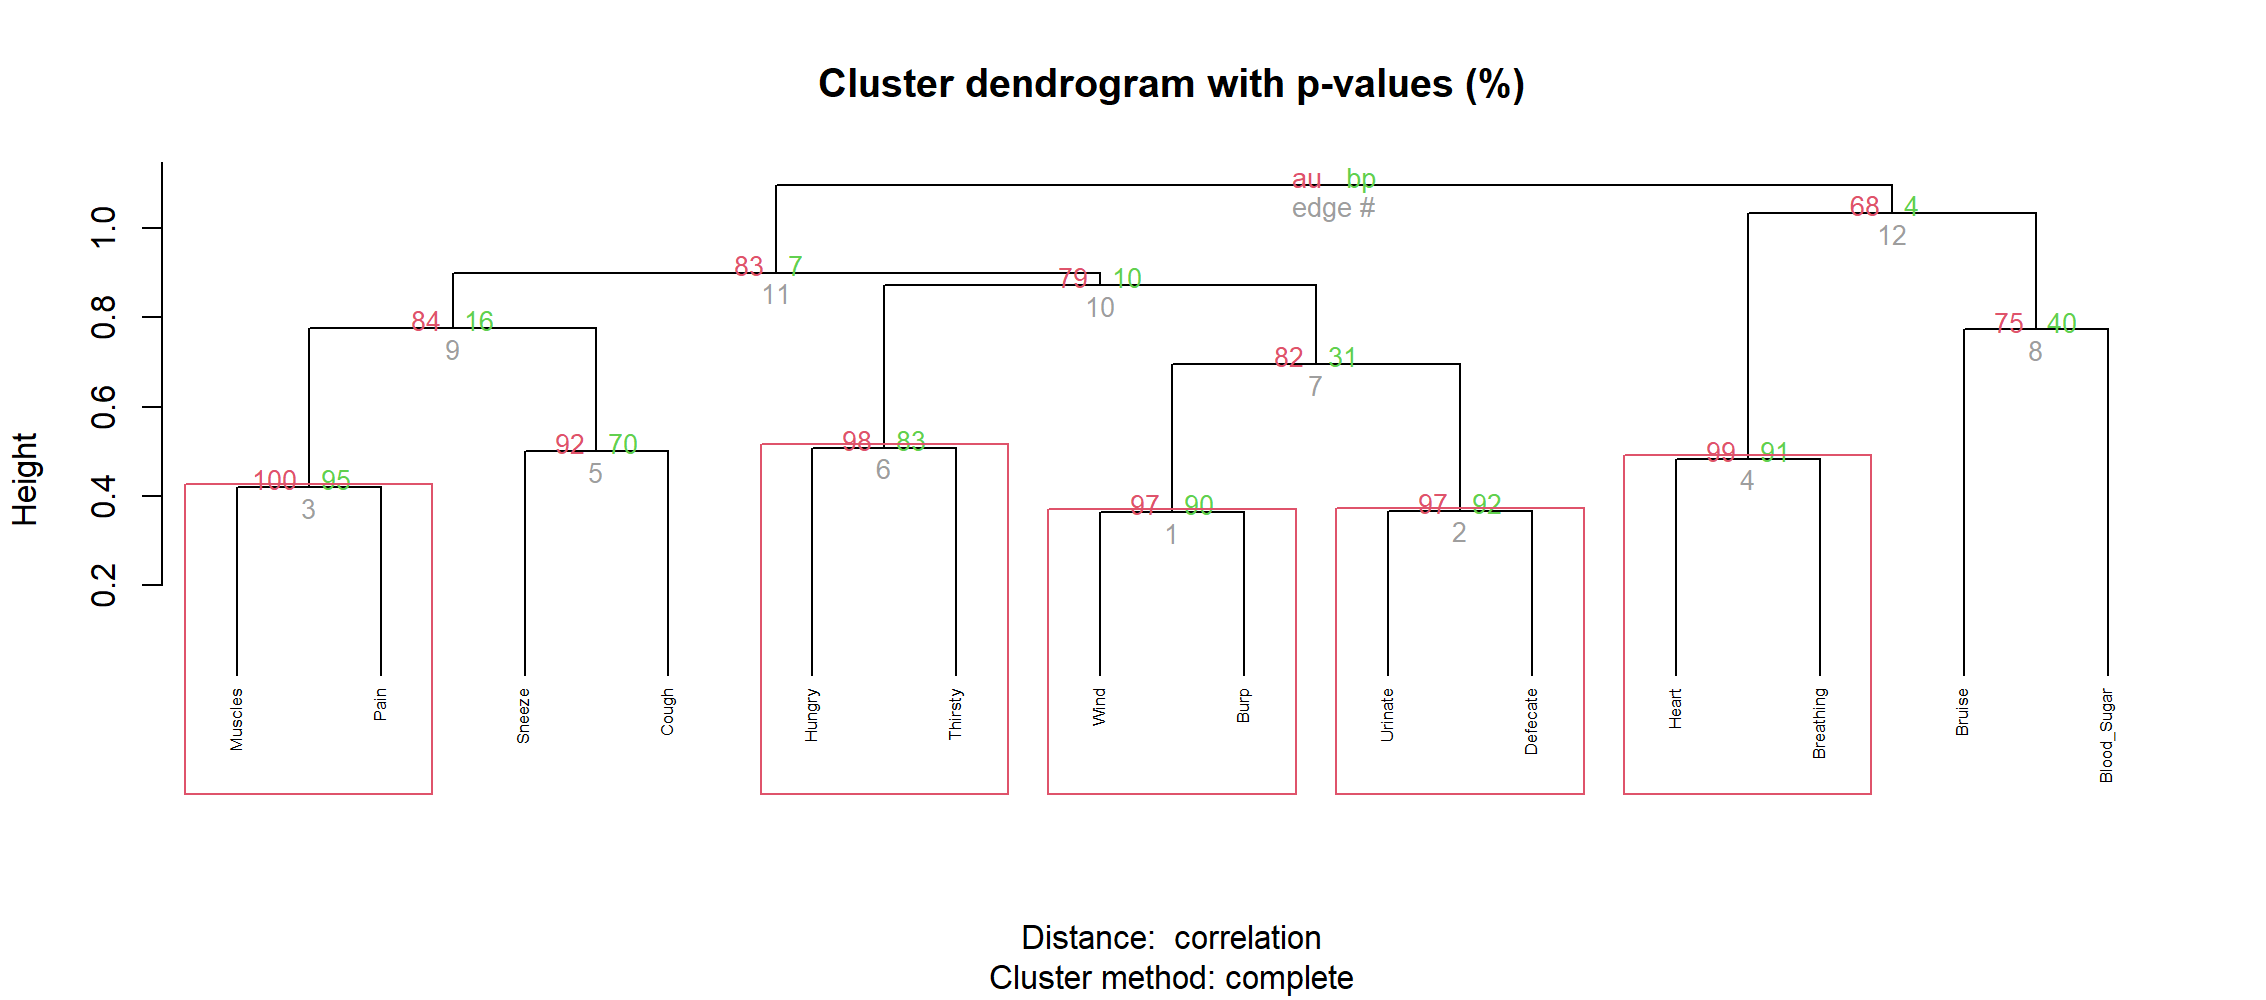 Cluster dendrogram with p-values (%)
au bp
edge #
68 4
12
83 7
11
79 10
10
84 16
9
75 40
8
82 31
7
98 83
6
92 70
5
99 91
4
100 95
3
97 92
2
97 90
1
Height
1.0
0.8
0.6
0.4
0.2
Muscles
Pain
Sneeze
Cough
Hungry
Thirsty
Wind
Burp
Urinate
Defecate
Heart
Breathing
Bruise
Blood_Sugar
Distance: correlation
Cluster method: complete